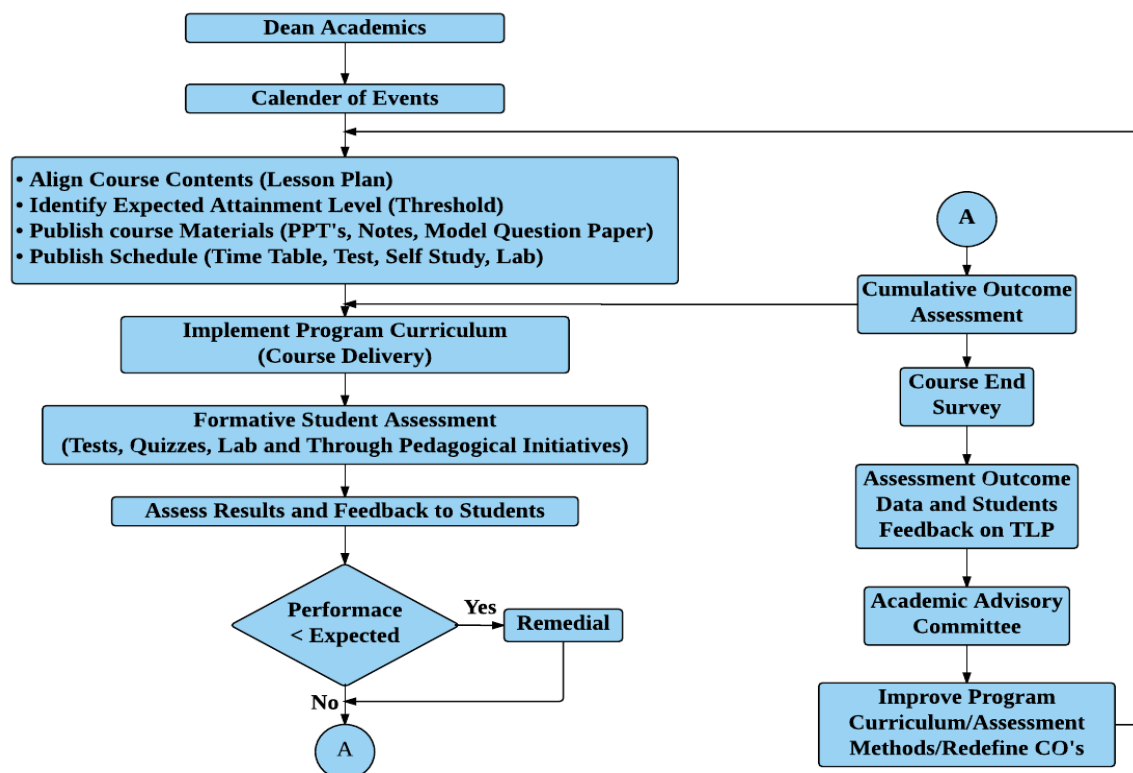 Dean Academics
Calender of Events
• Align Course Contents (Lesson Plan)
• Identify Expected Attainment Level (Threshold)
• Publish course Materials (PPT's, Notes, Model Question Paper)
• Publish Schedule (Time Table, Test, Self Study, Lab)
Implement Program Curriculum
(Course Delivery)
Formative Student Assessment
(Tests, Quizzes, Lab and Through Pedagogical Initiatives)
Assess Results and Feedback to Students
Performace
< Expected
Yes
Remedial
No
A
A
Cumulative Outcome
Assessment
Course End
Survey
Assessment Outcome
Data and Students
Feedback on TLP
Academic Advisory
Committee
Improve Program
Curriculum/Assessment
Methods/Redefine CO's